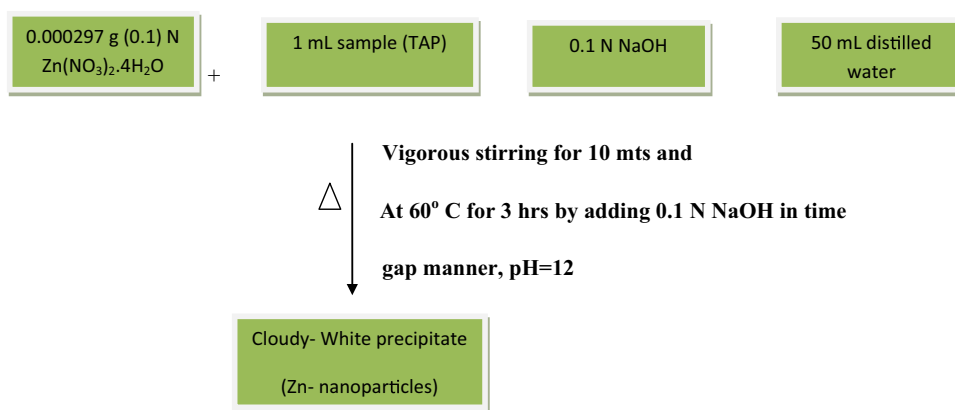 0.000297 g (0.1) N
Zn(NO₃)₂.4H₂O
+
1 mL sample (TAP)
0.1 N NaOH
50 mL distilled
water
Vigorous stirring for 10 mts and
△
At 60° C for 3 hrs by adding 0.1 N NaOH in time
gap manner, pH=12
Cloudy- White precipitate
(Zn- nanoparticles)